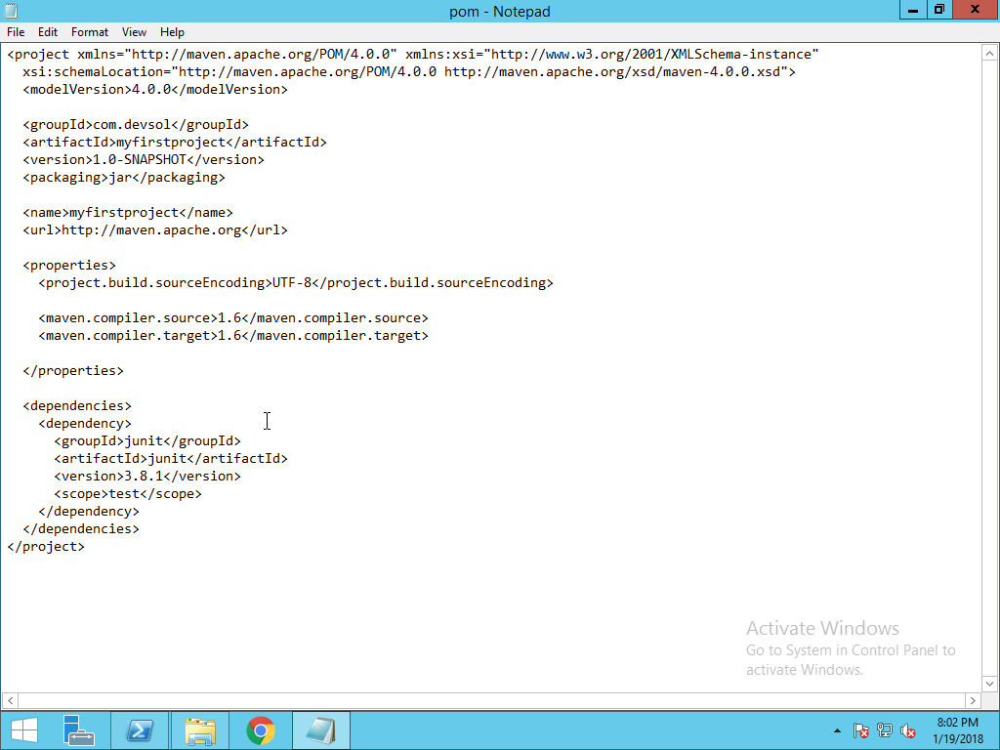 pom - Notepad
File Edit Format View Help
<project xmlns="http://maven.apache.org/POM/4.0.0" xmlns:xsi="http://www.w3.org/2001/XMLSchema-instance"
  xsi:schemaLocation="http://maven.apache.org/POM/4.0.0 http://maven.apache.org/xsd/maven-4.0.0.xsd">
  <modelVersion>4.0.0</modelVersion>
  <groupId>com.devsol</groupId>
  <artifactId>myfirstproject</artifactId>
  <version>1.0-SNAPSHOT</version>
  <packaging>jar</packaging>
  <name>myfirstproject</name>
  <url>http://maven.apache.org</url>
  <properties>
    <project.build.sourceEncoding>UTF-8</project.build.sourceEncoding>
    <maven.compiler.source>1.6</maven.compiler.source>
    <maven.compiler.target>1.6</maven.compiler.target>
  </properties>
  <dependencies>
    <dependency>
      <groupId>junit</groupId>
      <artifactId>junit</artifactId>
      <version>3.8.1</version>
      <scope>test</scope>
    </dependency>
  </dependencies>
</project>
Activate Windows
Go to System in Control Panel to
activate Windows.
8:02 PM
1/19/2018